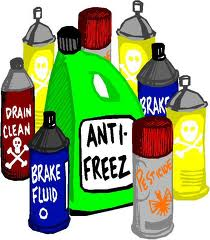 DRAIN
CLEAN
ANTI-
FREEZ
BRAKE
BRAKE
FLUID
PESTICIDE